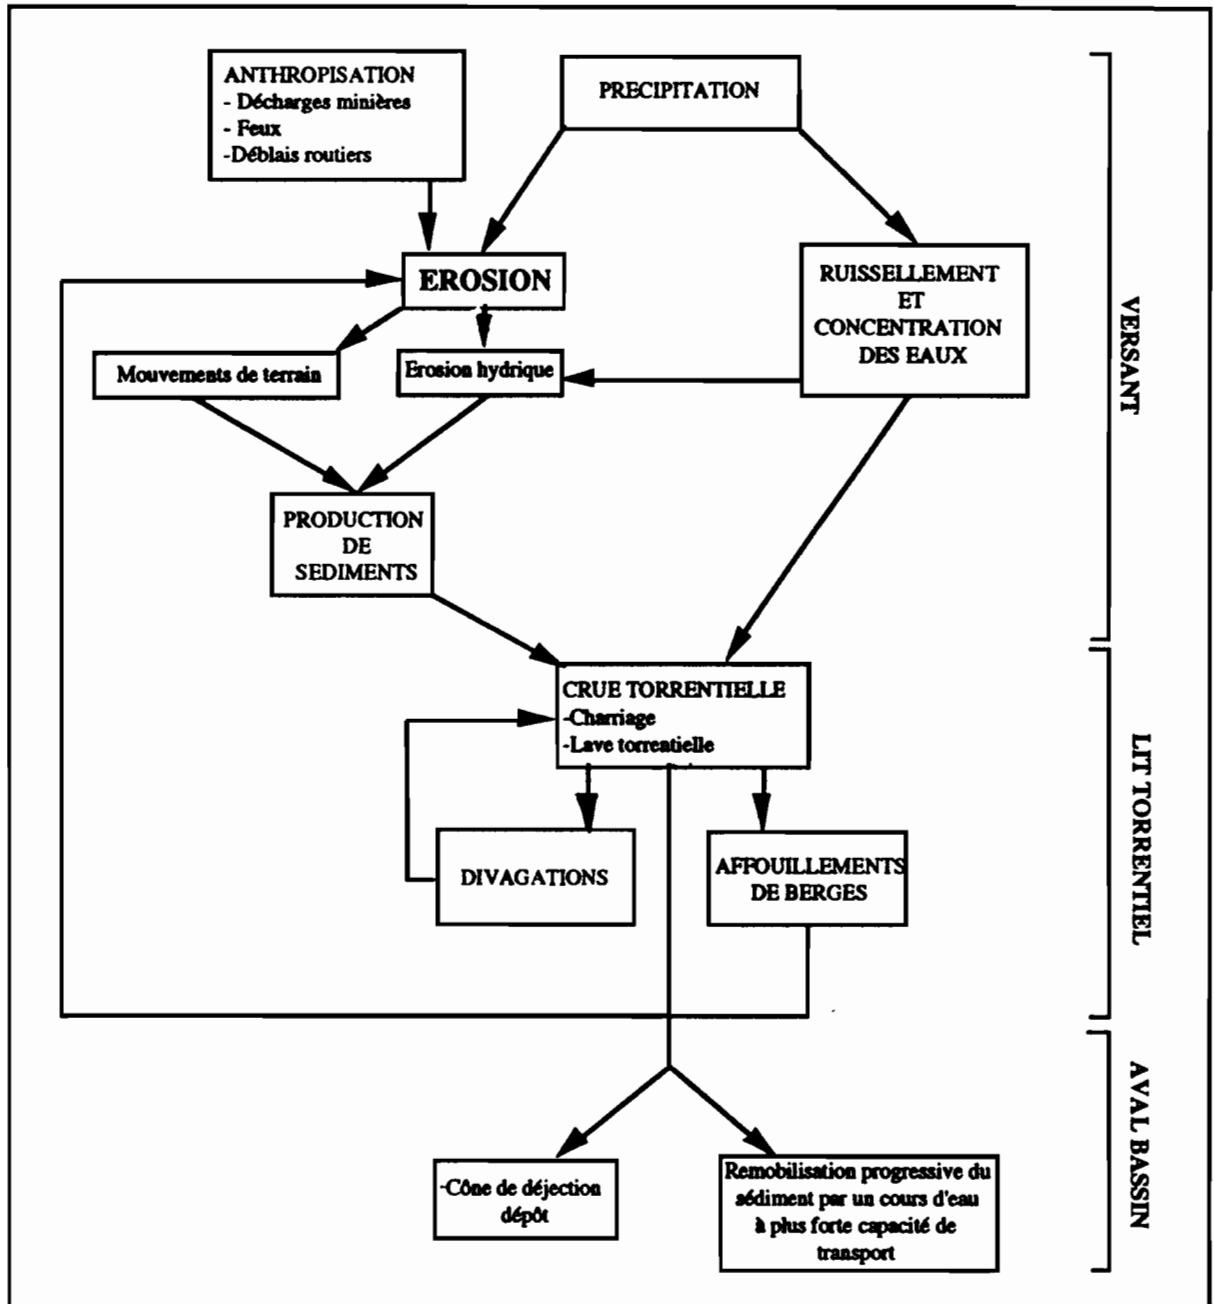 ANTHROPISATION
- Décharges minières
- Feux
-Déblais routiers
PRECIPITATION
EROSION
RUISSELLEMENT
ET
CONCENTRATION
DES EAUX
Mouvements de terrain
Erosion hydrique
PRODUCTION
DE
SEDIMENTS
VERSANT
CRUE TORRENTIELLE
-Charriage
-Lave torrentielle
DIVAGATIONS
AFFOUILLEMENTS
DE BERGES
LIT TORRENTIEL
-Cône de déjection
dépôt
Remobilisation progressive du
sédiment par un cours d'eau
à plus forte capacité de
transport
AVAL BASSIN